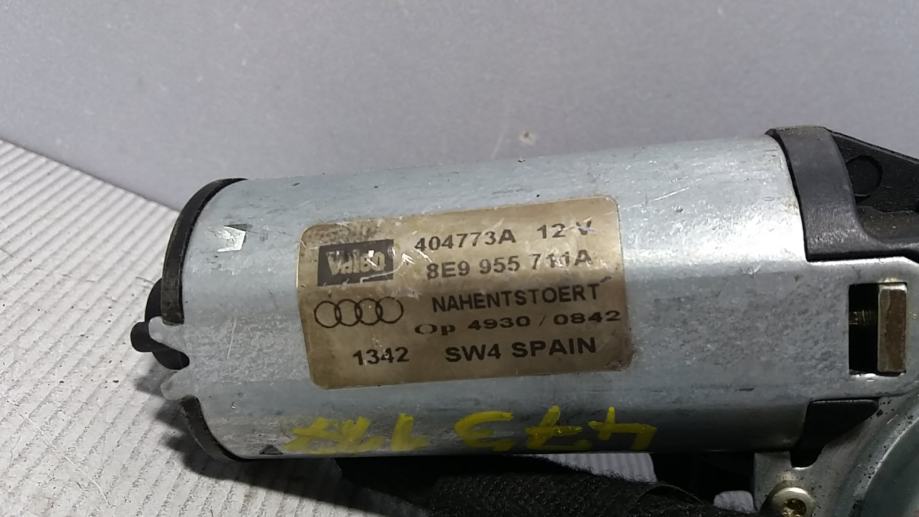 Valeo 404773A 12 V
8E9 955 711A
NAHENTSTOERT
Op 4930 / 0842
1342 SW4 SPAIN